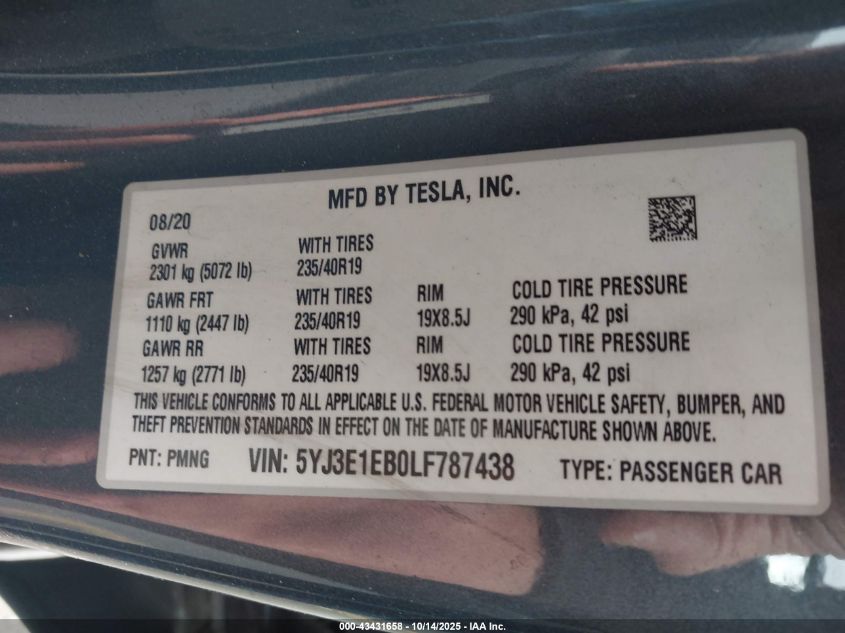 MFD BY TESLA, INC.
08/20
GVWR WITH TIRES
2301 kg (5072 lb) 235/40R19
GAWR FRT WITH TIRES RIM COLD TIRE PRESSURE
1110 kg (2447 lb) 235/40R19 19X8.5J 290 kPa, 42 psi
GAWR RR WITH TIRES RIM COLD TIRE PRESSURE
1257 kg (2771 lb) 235/40R19 19X8.5J 290 kPa, 42 psi
THIS VEHICLE CONFORMS TO ALL APPLICABLE U.S. FEDERAL MOTOR VEHICLE SAFETY, BUMPER, AND
THEFT PREVENTION STANDARDS IN EFFECT ON THE DATE OF MANUFACTURE SHOWN ABOVE.
PNT: PMNG VIN: 5YJ3E1EB0LF787438 TYPE: PASSENGER CAR
000-43431658 - 10/14/2025 - IAA Inc.